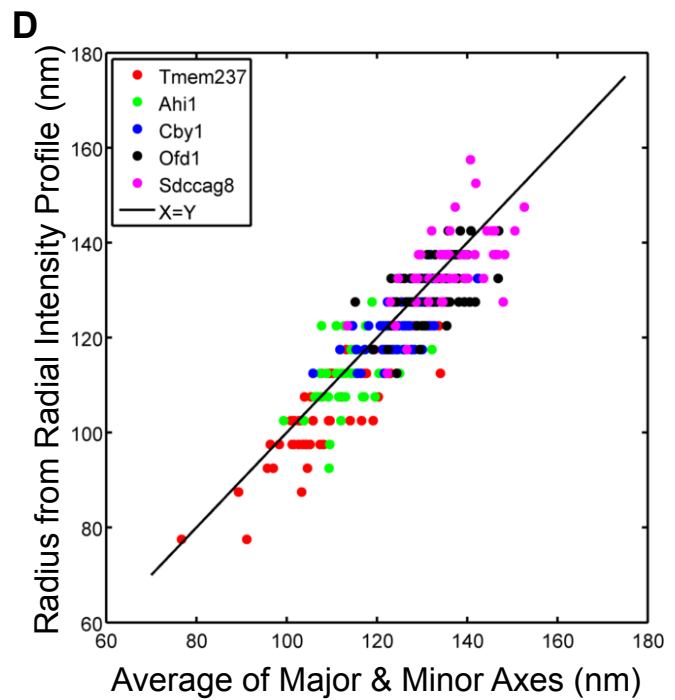 D
Radius from Radial Intensity Profile (nm)
180
160
140
120
100
80
60
Tmem237
Ahi1
Cby1
Ofd1
Sdccag8
X=Y
60 80 100 120 140 160 180
Average of Major & Minor Axes (nm)